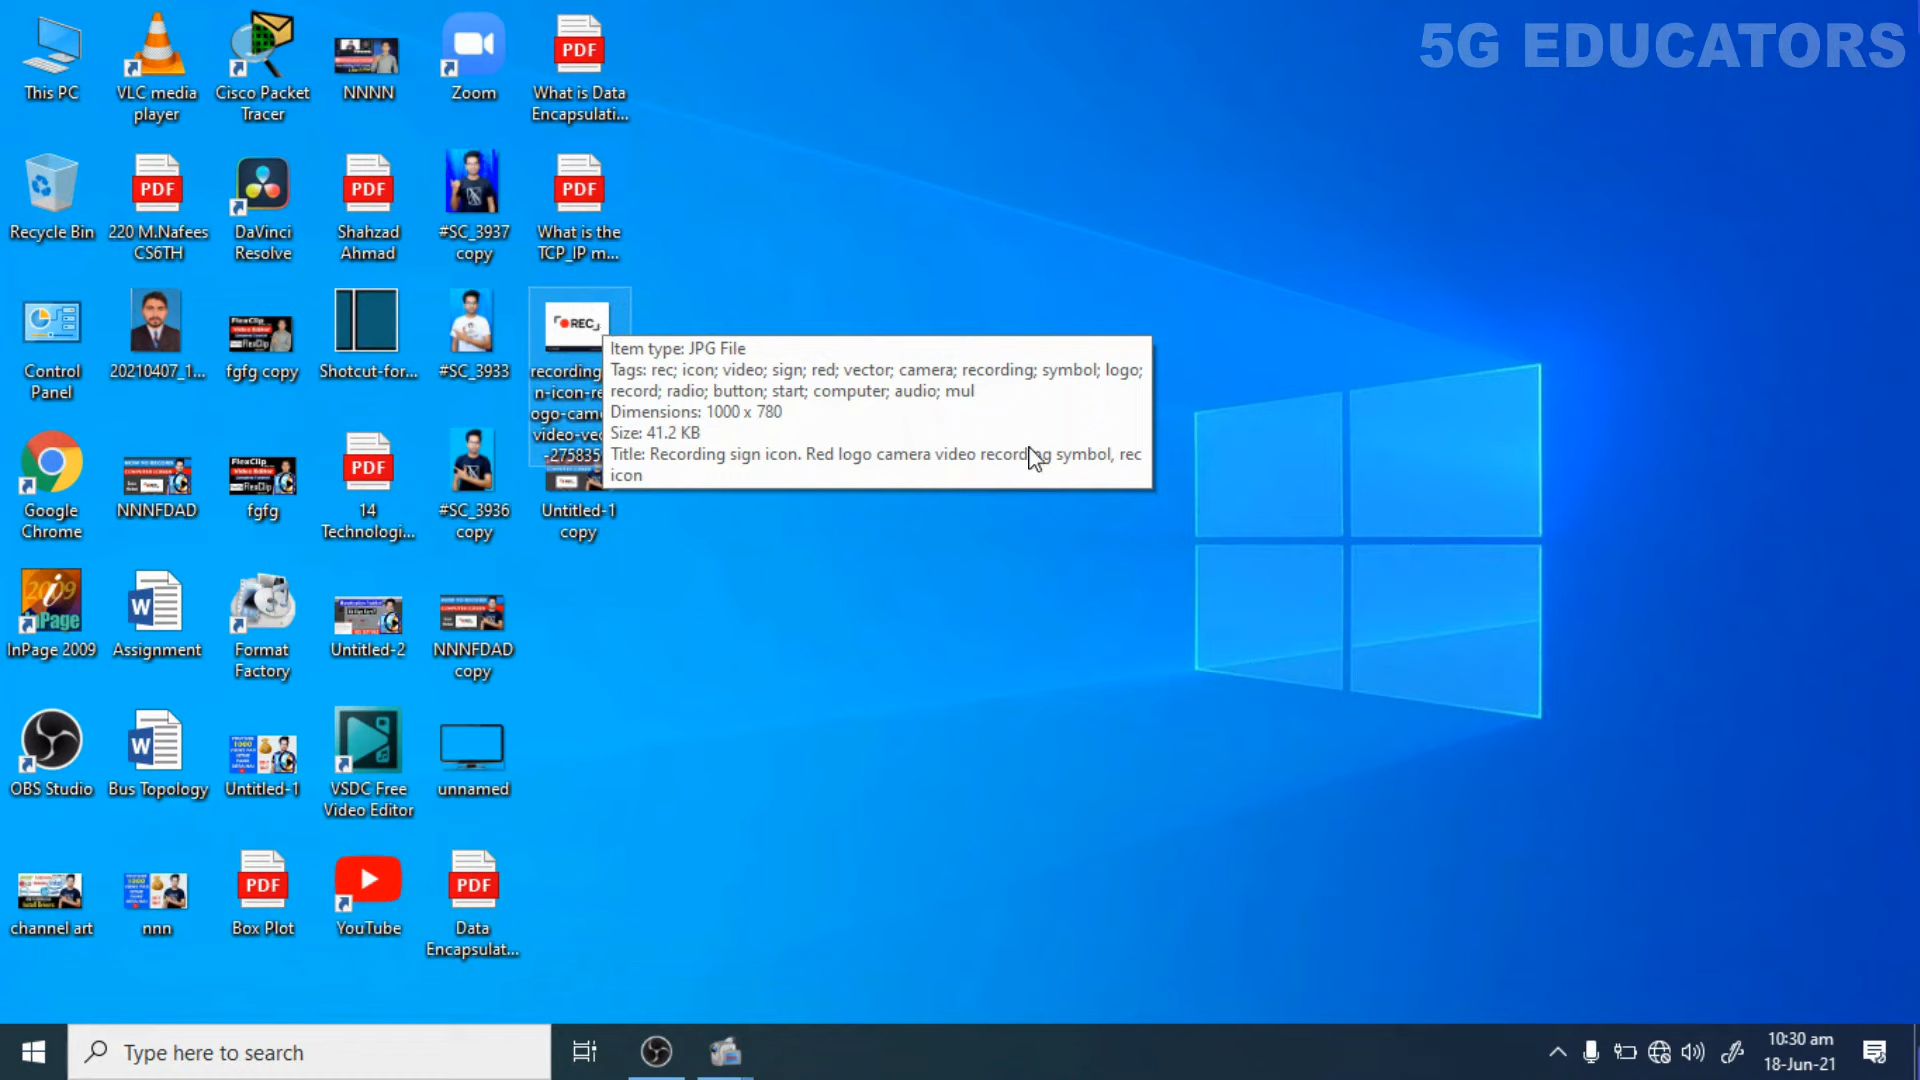 5G EDUCATORS
This PC
VLC media
player
Cisco Packet
Tracer
NNNN
Zoom
What is Data
Encapsulati...
Recycle Bin
220 M.Nafees
CS6TH
DaVinci
Resolve
Shahzad
Ahmad
#SC_3937
copy
What is the
TCP_IP m...
Control
Panel
20210407_1...
fgfg copy
Shotcut-for...
#SC_3933
REC
recording
n-icon-re
ogo-cam
video-vec
-275835
Item type: JPG File
Tags: rec; icon; video; sign; red; vector; camera; recording; symbol; logo;
record; radio; button; start; computer; audio; mul
Dimensions: 1000 x 780
Size: 41.2 KB
Title: Recording sign icon. Red logo camera video recording symbol, rec
icon
Google
Chrome
NNNFDAD
fgfg
14
Technologi...
#SC_3936
copy
Untitled-1
copy
InPage 2009
Assignment
Format
Factory
Untitled-2
NNNFDAD
copy
OBS Studio
Bus Topology
Untitled-1
VSDC Free
Video Editor
unnamed
channel art
nnn
Box Plot
YouTube
Data
Encapsulat...
PDF
PDF
PDF
PDF
PDF
PDF
PDF
Type here to search
10:30 am
18-Jun-21